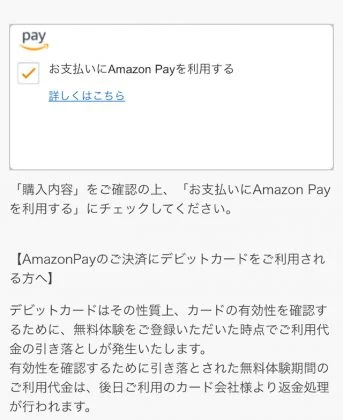 pay
お支払いにAmazon Payを利用する
詳しくはこちら
「購入内容」をご確認の上、「お支払いにAmazon Pay
を利用する」にチェックしてください。
【AmazonPayのご決済にデビットカードをご利用され
る方へ】
デビットカードはその性質上、カードの有効性を確認す
るために、無料体験をご登録いただいた時点でご利用代
金の引き落としが発生いたします。
有効性を確認するために引き落とされた無料体験期間の
ご利用代金は、後日ご利用のカード会社様より返金処理
が行われます。